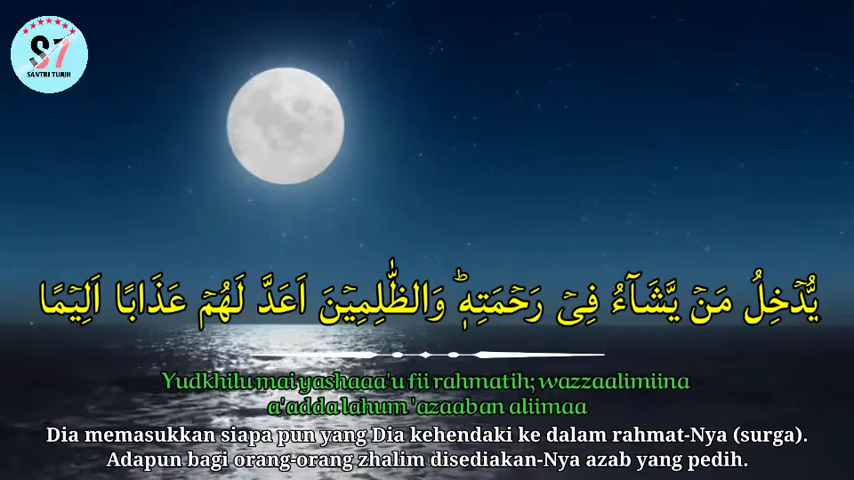 S7
SANTRI TUJUH
يُّدۡخِلُ مَنۡ يَّشَآءُ فِىۡ رَحۡمَتِهٖ‌ؕ وَالظّٰلِمِيۡنَ اَعَدَّ لَهُمۡ عَذَابًا اَلِيۡمًا
Yudkhilu mai yashaaa'u fii rahmatih; wazzaalimiina
a'adda lahum 'azaaban aliimaa
Dia memasukkan siapa pun yang Dia kehendaki ke dalam rahmat-Nya (surga).
Adapun bagi orang-orang zhalim disediakan-Nya azab yang pedih.